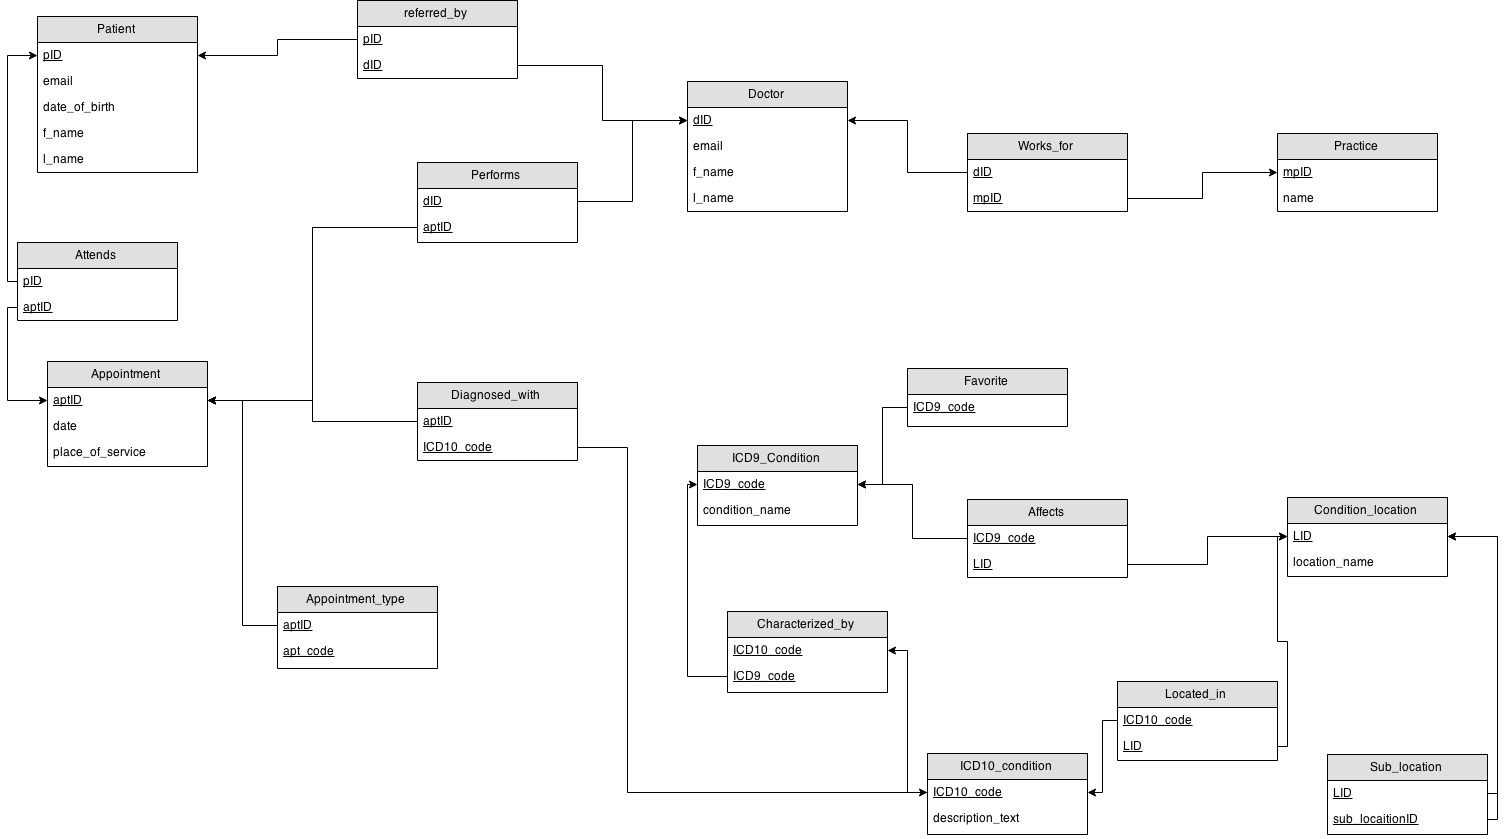 Patient
pID
email
date_of_birth
f_name
l_name
referred_by
pID
dID
Doctor
dID
email
f_name
l_name
Works_for
dID
mpID
Practice
mpID
name
Performs
dID
aptID
Attends
pID
aptID
Appointment
aptID
date
place_of_service
Diagnosed_with
aptID
ICD10_code
Favorite
ICD9_code
ICD9_Condition
ICD9_code
condition_name
Affects
ICD9_code
LID
Condition_location
LID
location_name
Appointment_type
aptID
apt_code
Characterized_by
ICD10_code
ICD9_code
Located_in
ICD10_code
LID
ICD10_condition
ICD10_code
description_text
Sub_location
LID
sub_locaitionID